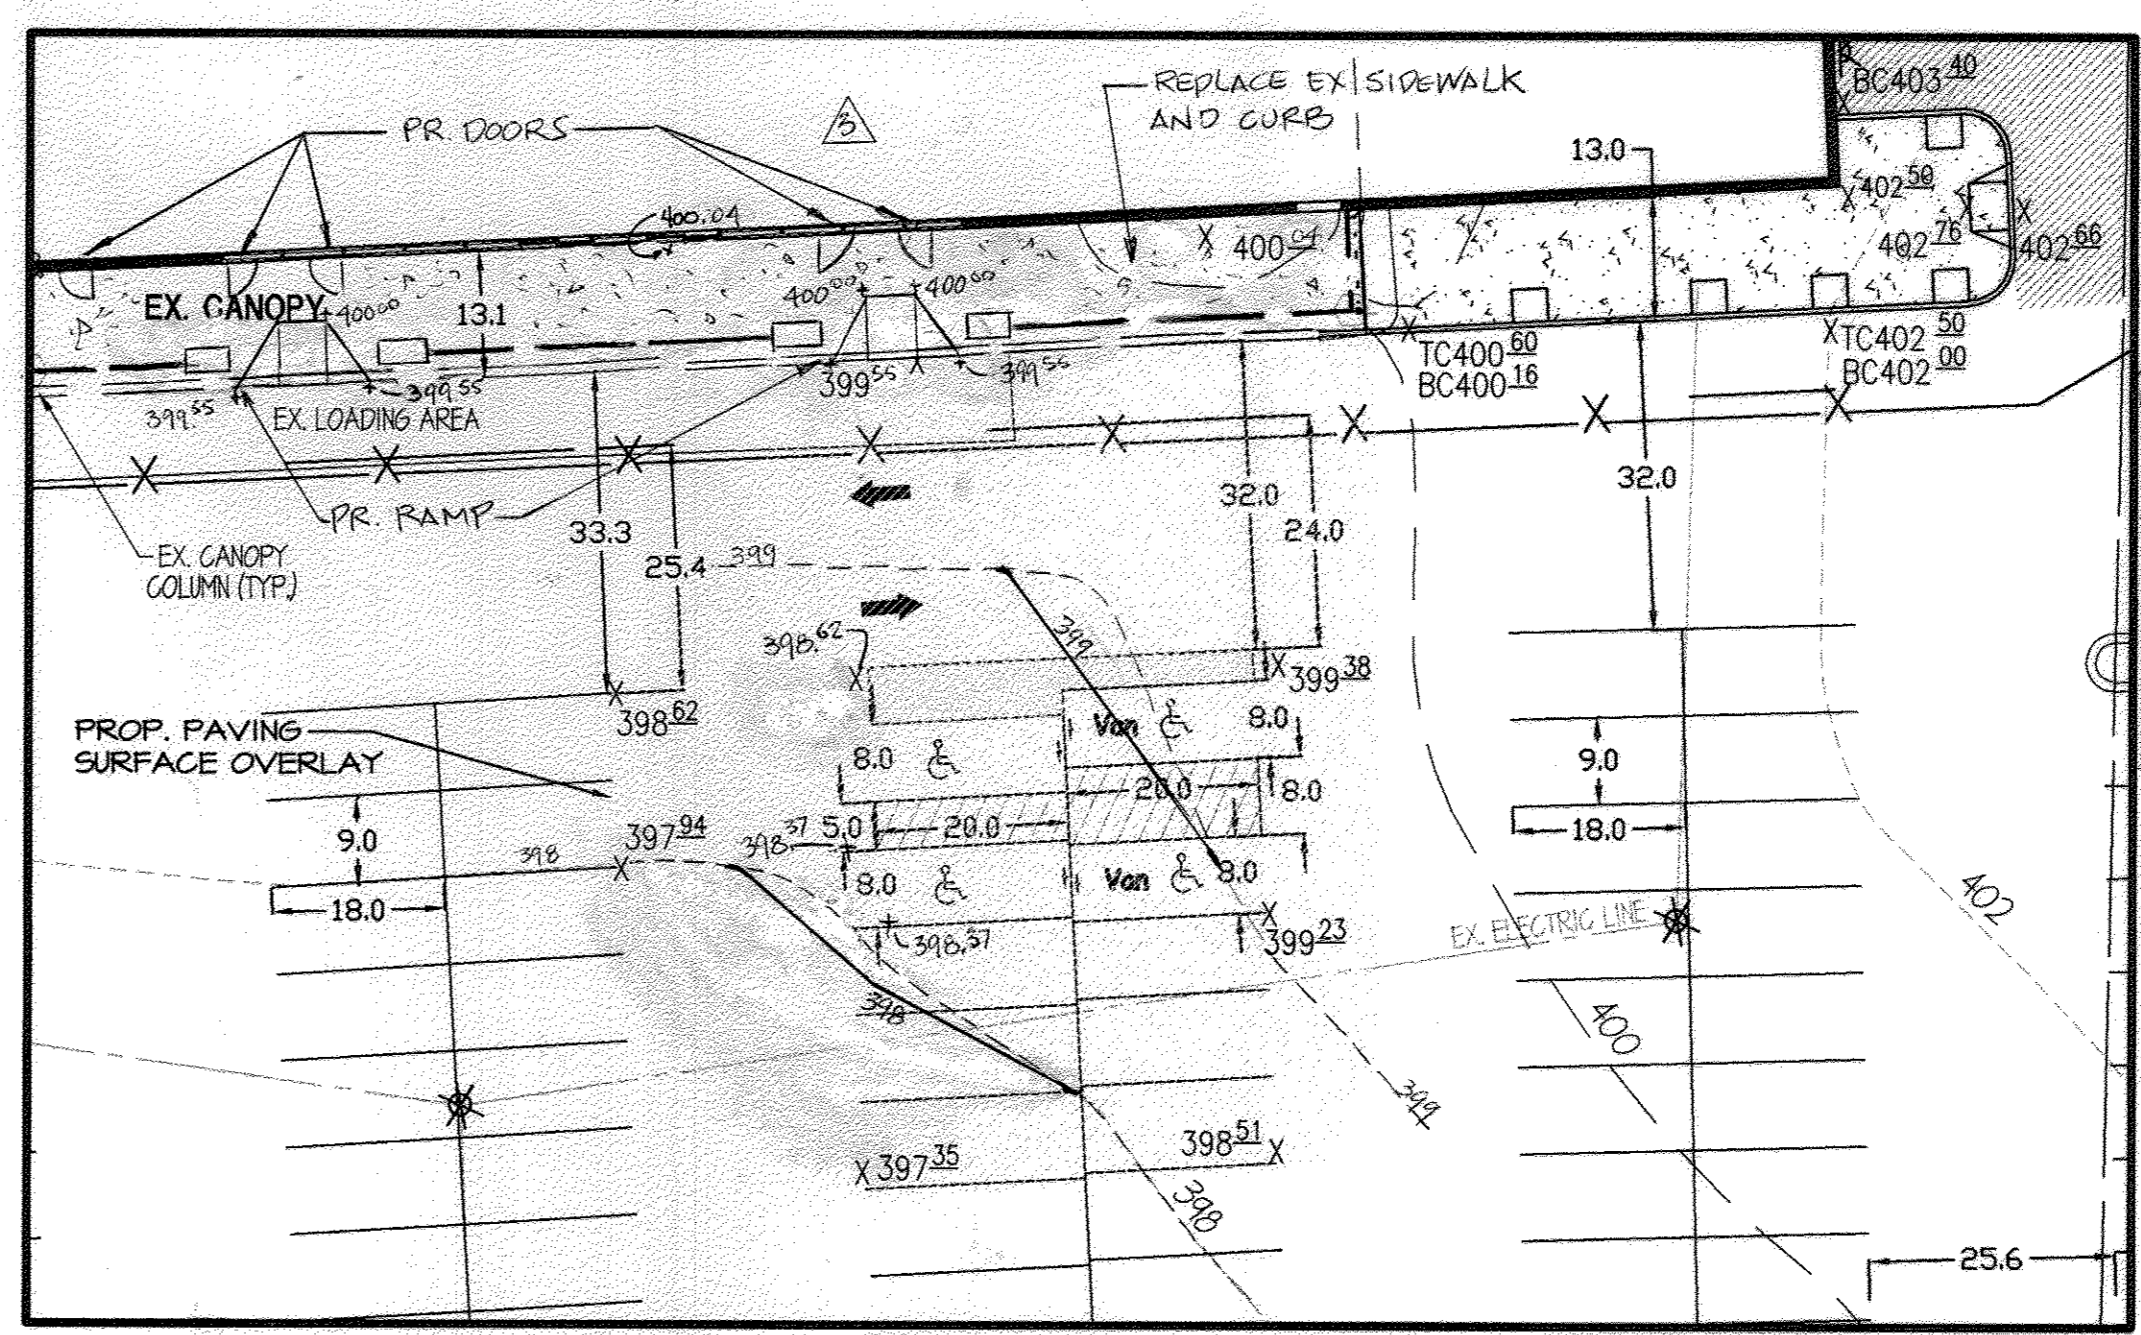 REPLACE EX SIDEWALK
AND CURB
PR. DOORS
3
BC403 40
13.0
400.04
402 50
402 76
402 66
400 04
EX. CANOPY
400 00
13.1
400 00
400 00
TC400 60
BC400 16
TC402 50
BC402 00
399.55
399 55
399 55
399 55
EX. LOADING AREA
PR. RAMP
33.3
25.4
32.0
24.0
32.0
EX. CANOPY
COLUMN (TYP.)
399
399
398.62
399 38
398 62
PROP. PAVING
SURFACE OVERLAY
Van
8.0
8.0
9.0
20.0
8.0
9.0
397 94
398 37
5.0
20.0
18.0
398
18.0
8.0
Van
8.0
398.37
399 23
EX. ELECTRIC LINE
402
398
400
399
397 35
398 51
398
25.6